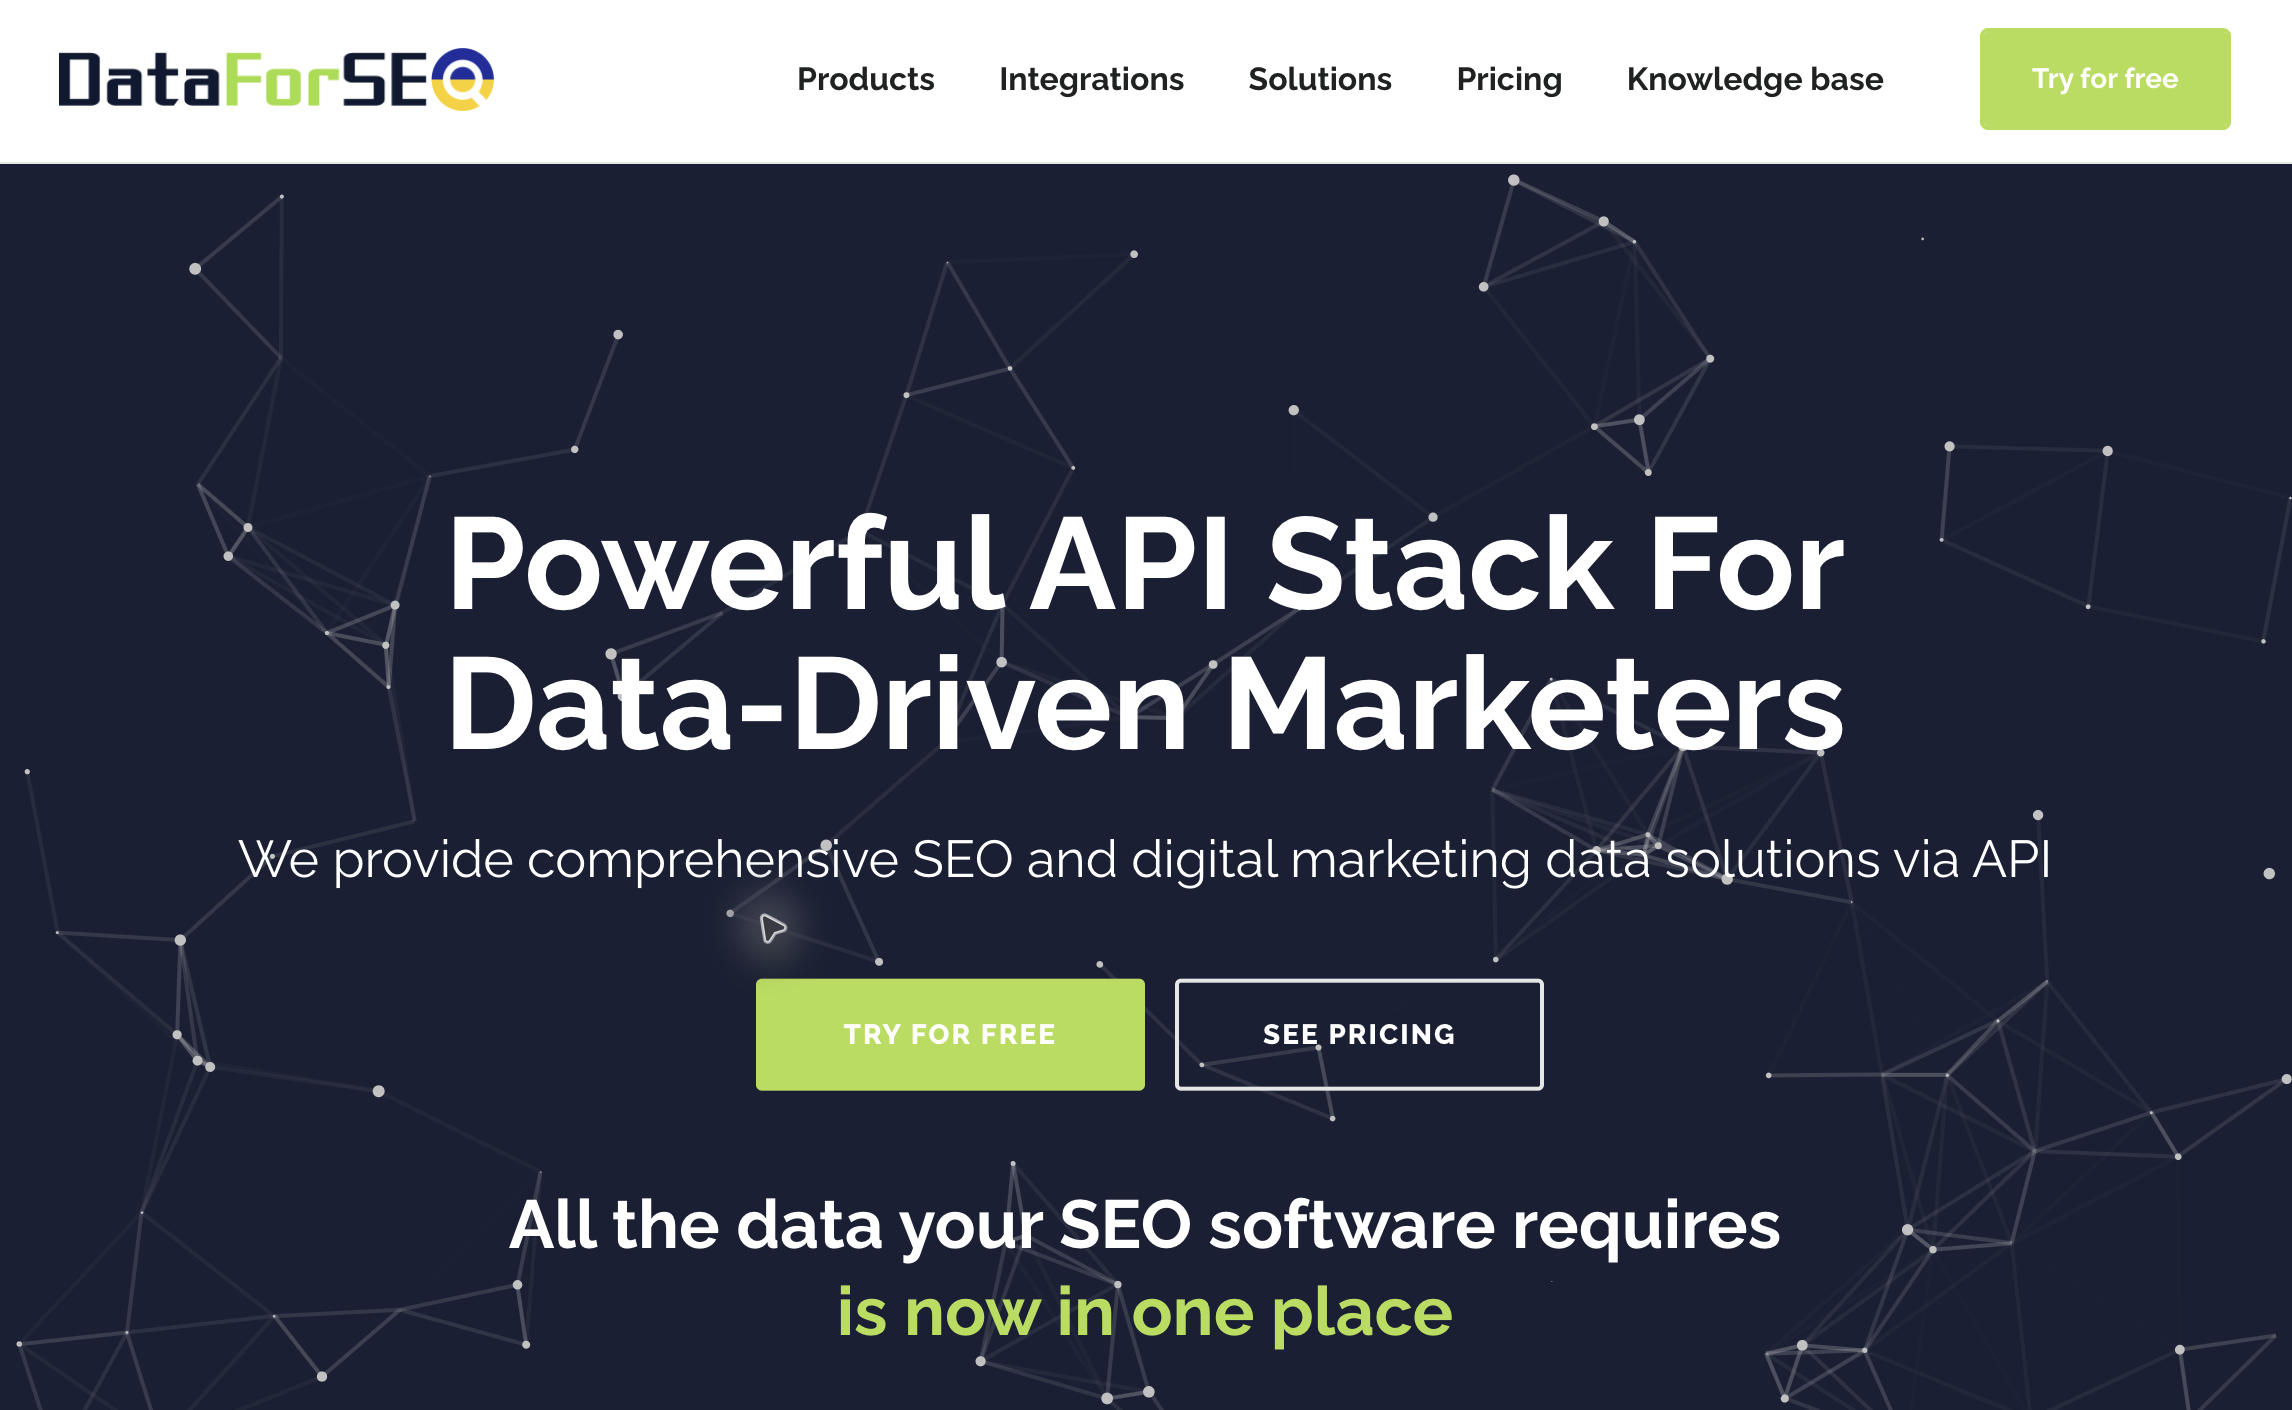 DataForSEO
Products Integrations Solutions Pricing Knowledge base Try for free
Powerful API Stack For
Data-Driven Marketers
We provide comprehensive SEO and digital marketing data solutions via API
TRY FOR FREE SEE PRICING
All the data your SEO software requires
is now in one place